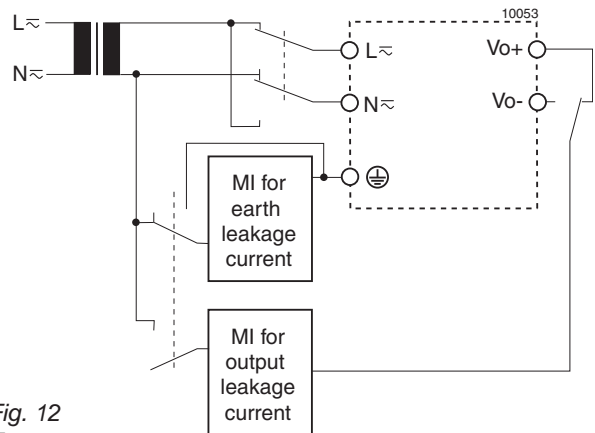 10053
L≂
Vo+
L≂
N≂
Vo-
N≂
MI for
earth
leakage
current
MI for
output
leakage
current
Fig. 12